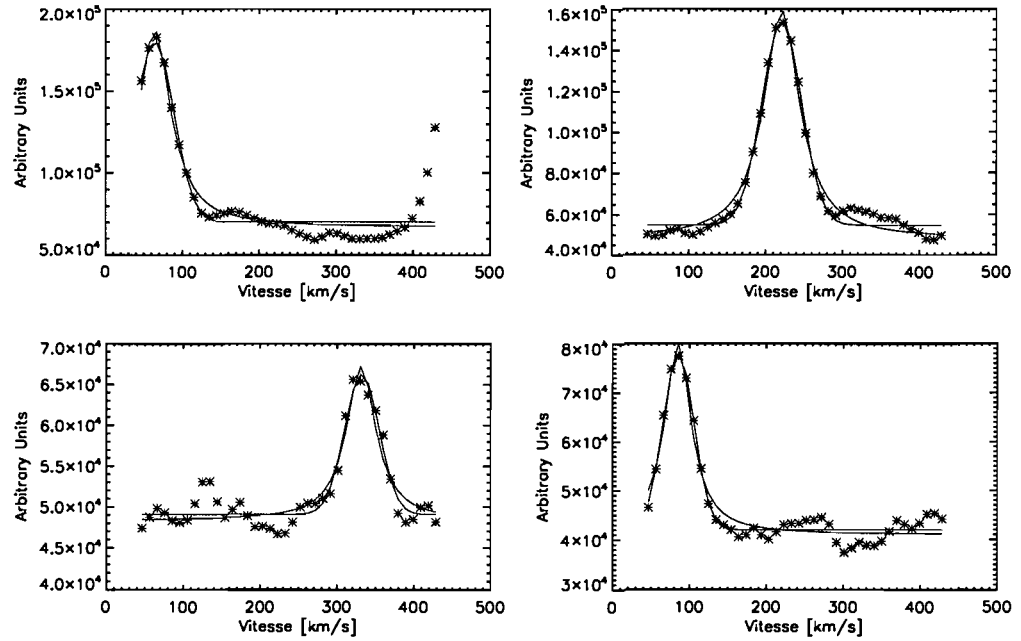 2.0×10⁵
1.5×10⁵
1.0×10⁵
5.0×10⁴
Arbitrary Units
0 100 200 300 400 500
Vitesse [km/s]
1.6×10⁵
1.4×10⁵
1.2×10⁵
1.0×10⁵
8.0×10⁴
6.0×10⁴
4.0×10⁴
Arbitrary Units
0 100 200 300 400 500
Vitesse [km/s]
7.0×10⁴
6.5×10⁴
6.0×10⁴
5.5×10⁴
5.0×10⁴
4.5×10⁴
4.0×10⁴
Arbitrary Units
0 100 200 300 400 500
Vitesse [km/s]
8×10⁴
7×10⁴
6×10⁴
5×10⁴
4×10⁴
3×10⁴
Arbitrary Units
0 100 200 300 400 500
Vitesse [km/s]